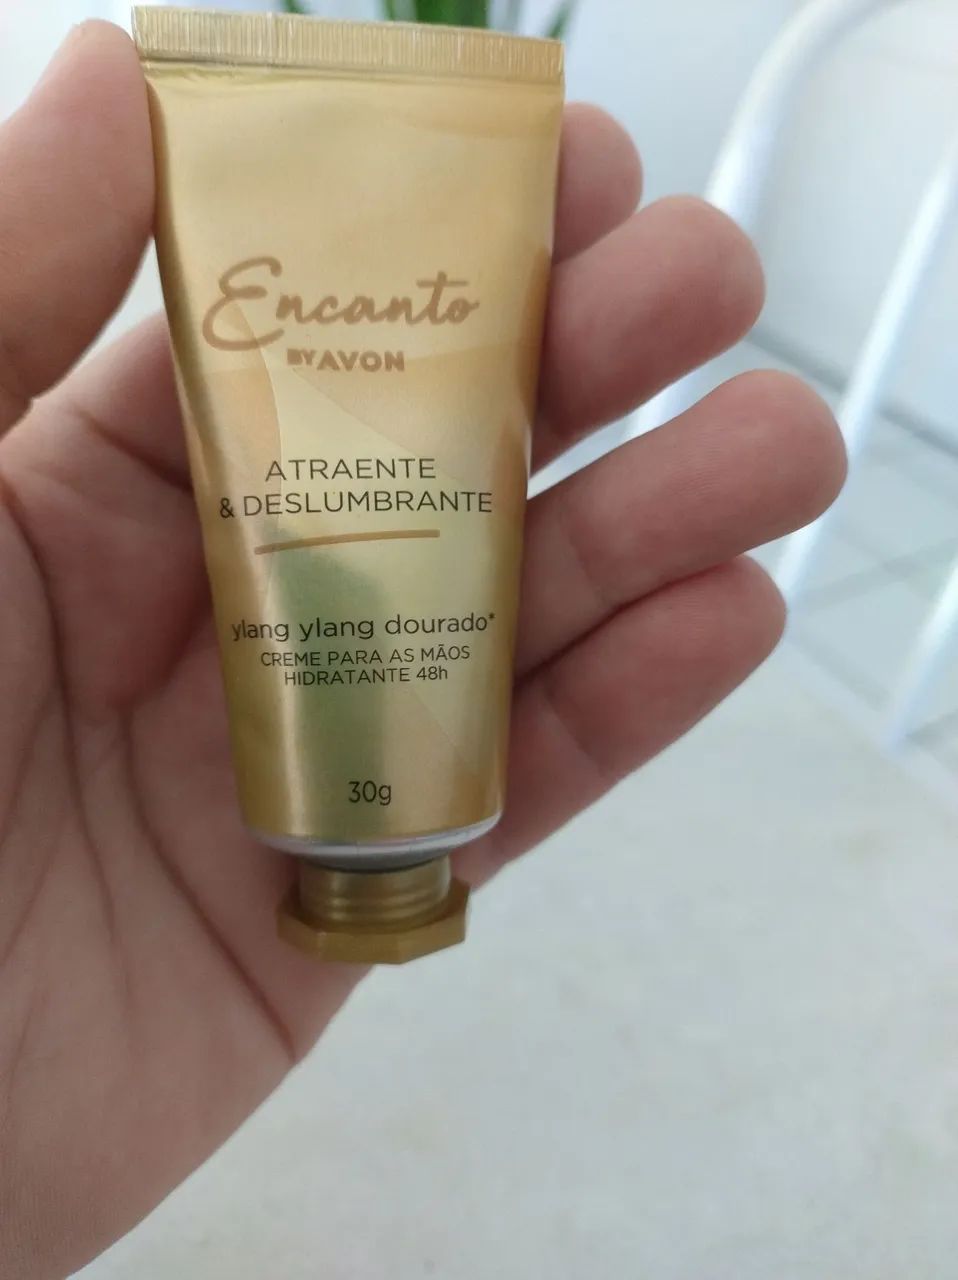 Encanto
BY AVON
ATRAENTE
& DESLUMBRANTE
ylang ylang dourado*
CREME PARA AS MÃOS
HIDRATANTE 48h
30g